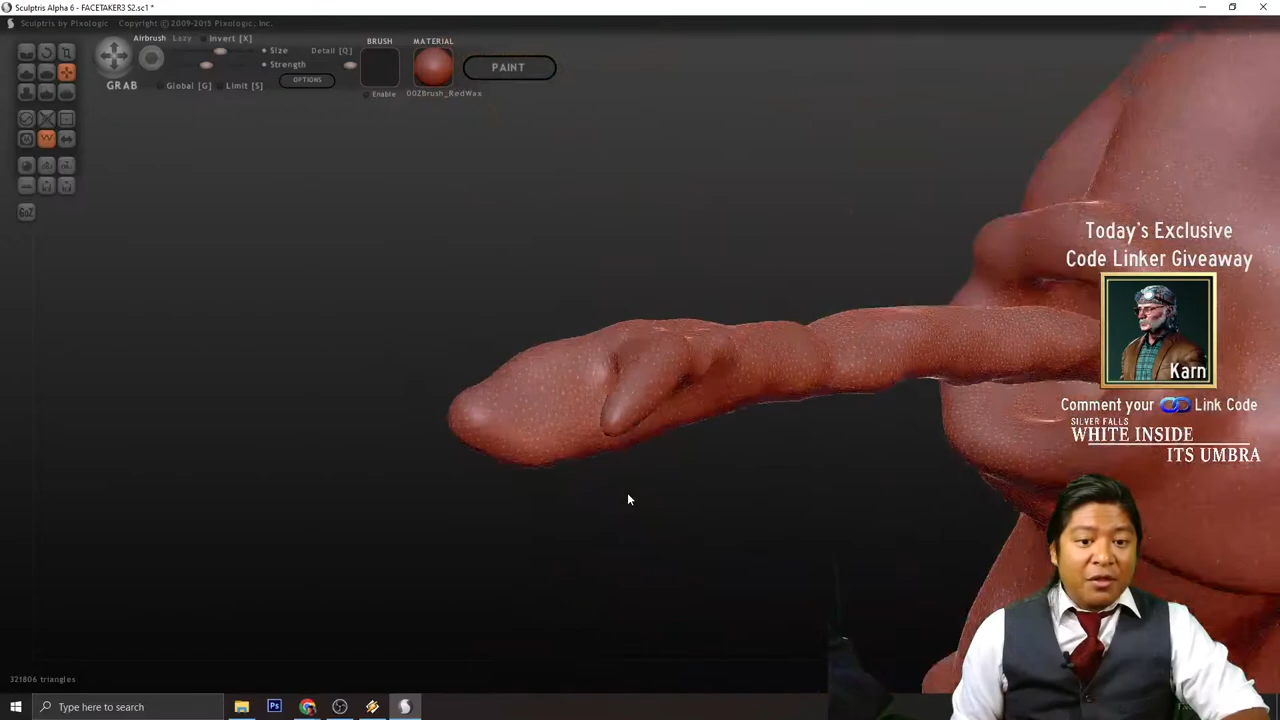 Sculptris Alpha 6 - FACETAKER3 S2.sc1 *
Sculptris by Pixologic Copyright ©2009-2015 Pixologic, Inc.
Airbrush Lazy Invert [X]
Size
Detail [Q]
Strength
GRAB
Global [G] Limit [S]
OPTIONS
BRUSH
Enable
MATERIAL
00ZBrush_RedWax
PAINT
GoZ
Today's Exclusive
Code Linker Giveaway
Karn
Comment your Link Code
SILVER FALLS
WHITE INSIDE
ITS UMBRA
321806 triangles
Type here to search
Ps